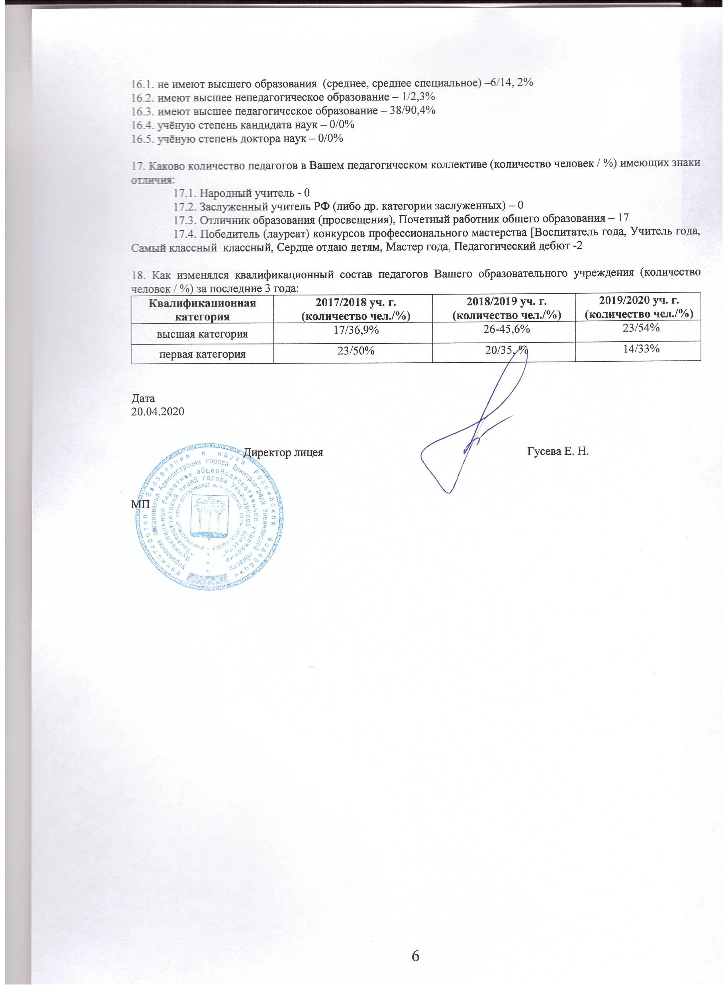 16.1. не имеют высшего образования  (среднее, среднее специальное) –6/14, 2%
16.2. имеют высшее непедагогическое образование – 1/2,3%
16.3. имеют высшее педагогическое образование – 38/90,4%
16.4. учёную степень кандидата наук – 0/0%
16.5. учёную степень доктора наук – 0/0%
17. Каково количество педагогов в Вашем педагогическом коллективе (количество человек / %) имеющих знаки
отличия:
17.1. Народный учитель - 0
17.2. Заслуженный учитель РФ (либо др. категории заслуженных) – 0
17.3. Отличник образования (просвещения), Почетный работник общего образования – 17
17.4. Победитель (лауреат) конкурсов профессионального мастерства [Воспитатель года, Учитель года,
Самый классный  классный, Сердце отдаю детям, Мастер года, Педагогический дебют -2
18. Как изменялся квалификационный состав педагогов Вашего образовательного учреждения (количество
человек / %) за последние 3 года:
Квалификационная категория 2017/2018 уч. г. (количество чел./%) 2018/2019 уч. г. (количество чел./%) 2019/2020 уч. г. (количество чел./%)
высшая категория 17/36,9% 26-45,6% 23/54%
первая категория 23/50% 20/35, % 14/33%
Дата
20.04.2020
Директор лицея Гусева Е. Н.
МП
Министерство образования и науки Российской Федерации
Управление образования Администрации города Димитровграда Ульяновской области
Муниципальное бюджетное общеобразовательное учреждение
"Университетский лицей города Ульяновской области"
ИНН 7302038123 ОГРН 1077302003503 ИНН 7302038123 ОГРН 1077302003503
6